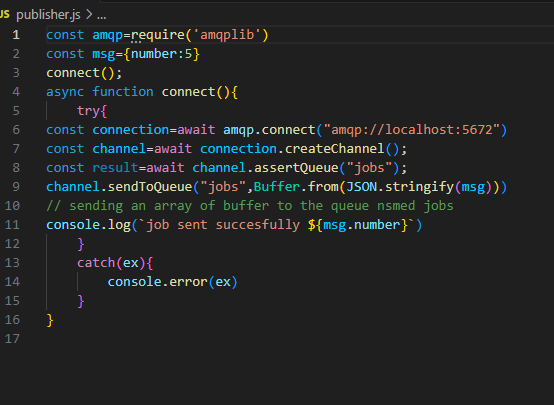 JS publisher.js > ...
1 const amqp=require('amqplib')
2 const msg={number:5}
3 connect();
4 async function connect(){
5 try{
6 const connection=await amqp.connect("amqp://localhost:5672")
7 const channel=await connection.createChannel();
8 const result=await channel.assertQueue("jobs");
9 channel.sendToQueue("jobs",Buffer.from(JSON.stringify(msg)))
10 // sending an array of buffer to the queue nsmed jobs
11 console.log(`job sent succesfully ${msg.number}`)
12 }
13 catch(ex){
14 console.error(ex)
15 }
16 }
17